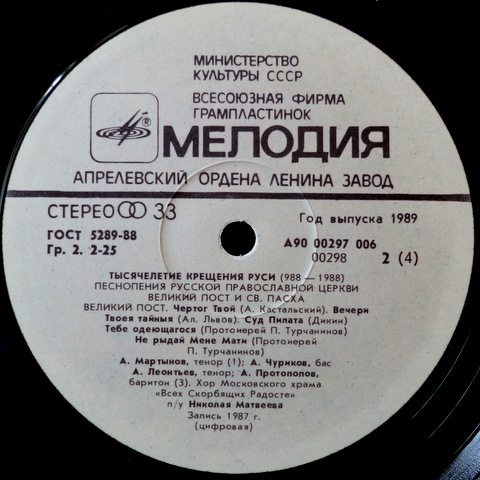 МИНИСТЕРСТВО
КУЛЬТУРЫ СССР
ВСЕСОЮЗНАЯ ФИРМА
ГРАМПЛАСТИНОК
МЕЛОДИЯ
АПРЕЛЕВСКИЙ ОРДЕНА ЛЕНИНА ЗАВОД
СТЕРЕО 33
Год выпуска 1989
ГОСТ 5289-88
А90 00297 006
Гр. 2. 2-25
00298 2 (4)
ТЫСЯЧЕЛЕТИЕ КРЕЩЕНИЯ РУСИ (988 — 1988)
ПЕСНОПЕНИЯ РУССКОЙ ПРАВОСЛАВНОЙ ЦЕРКВИ
ВЕЛИКИЙ ПОСТ И СВ. ПАСХА
ВЕЛИКИЙ ПОСТ. Чертог Твой (А. Кастальский). Вечери
Твоея тайныя (Ал. Львов). Суд Пилата (Дикин)
Тебе одеющагося (Протоиерей П. Турчанинов)
Не рыдай Мене Мати (Протоиерей
П. Турчанинов)
А. Мартынов, тенор (1); А. Чуриков, бас
А. Леонтьев, тенор; А. Протопопов,
баритон (3). Хор Московского храма
«Всех Скорбящих Радосте»
п/у Николая Матвеева
Запись 1987 г.
(цифровая)